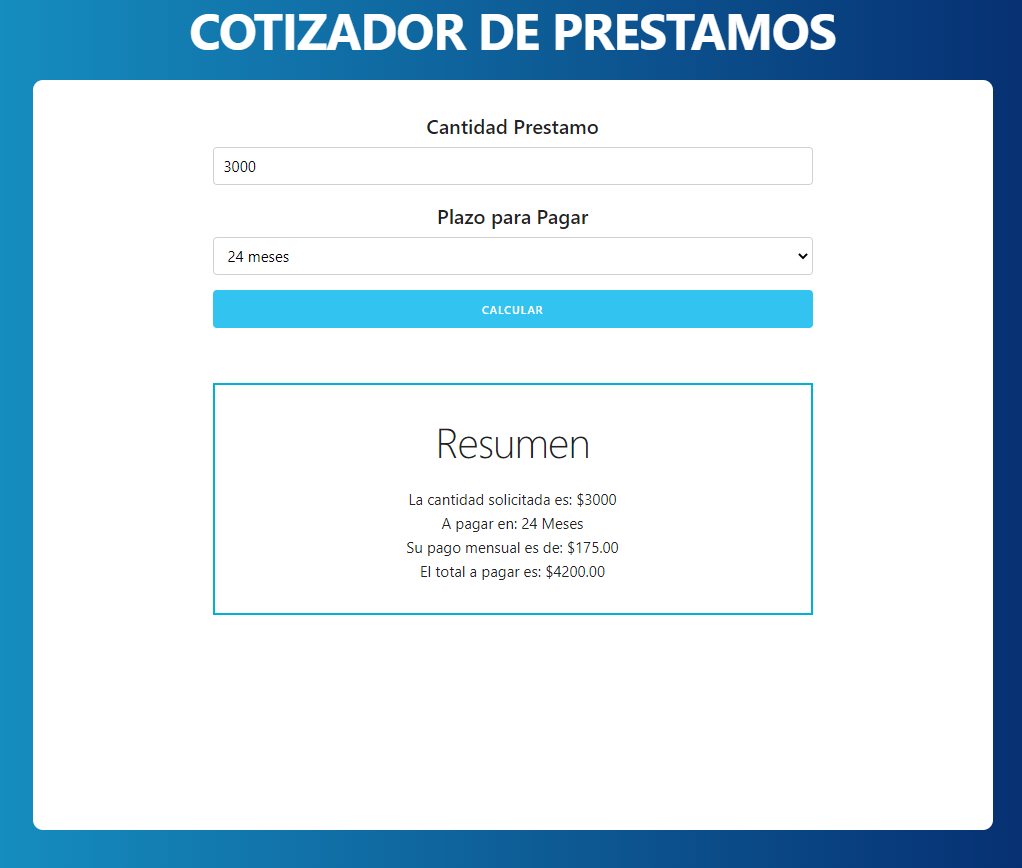 COTIZADOR DE PRESTAMOS
Cantidad Prestamo
3000
Plazo para Pagar
24 meses
CALCULAR
Resumen
La cantidad solicitada es: $3000
A pagar en: 24 Meses
Su pago mensual es de: $175.00
El total a pagar es: $4200.00